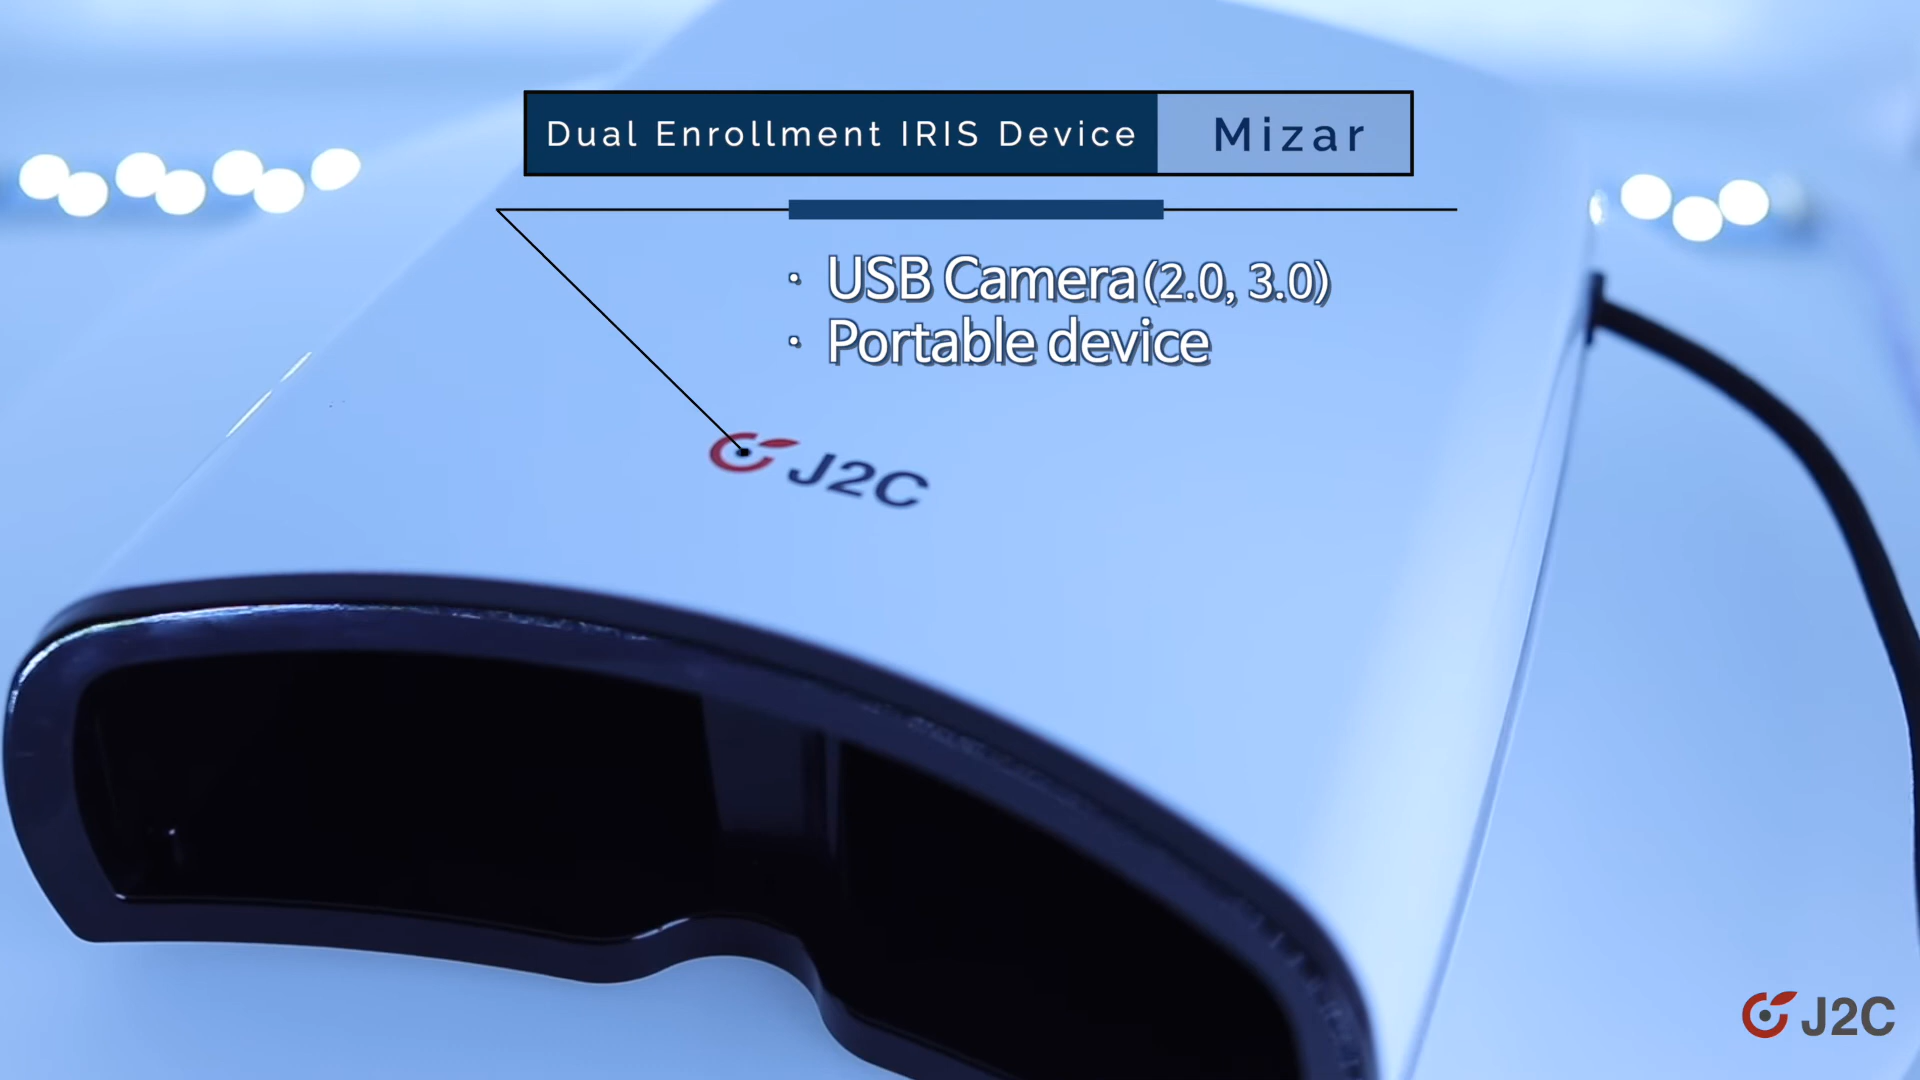 Dual Enrollment IRIS Device Mizar
· USB Camera(2.0, 3.0)
· Portable device
J2C
J2C